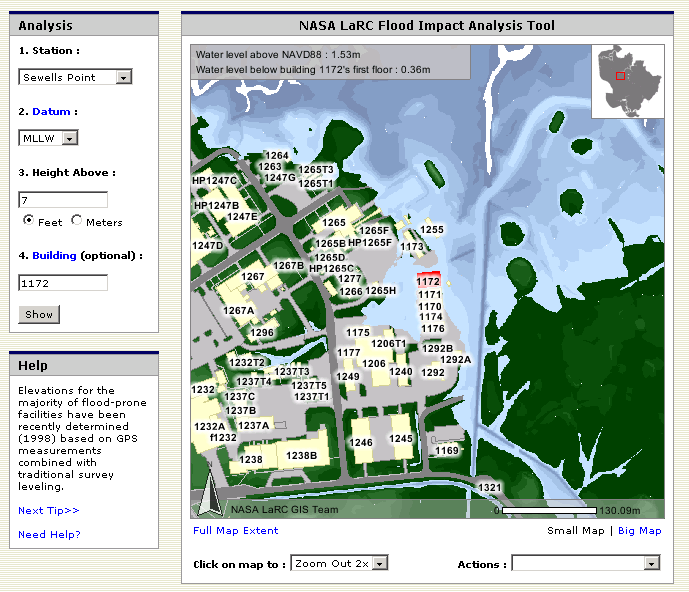 Analysis
1. Station :
Sewells Point
2. Datum :
MLLW
3. Height Above :
7
Feet Meters
4. Building (optional) :
1172
Show
Help
Elevations for the
majority of flood-prone
facilities have been
recently determined
(1998) based on GPS
measurements
combined with
traditional survey
leveling.
Next Tip>>
Need Help?
NASA LaRC Flood Impact Analysis Tool
Water level above NAVD88 : 1.53m
Water level below building 1172's first floor : 0.36m
1264
1263
1265T3
1247G
HP1247C
1265T1
HP1247B
1247E
1265
1255
1265F
1247D
1265B
HP1265F
1173
1265D
1267B
HP1265C
1267
1277
1172
1266
1265H
1171
1170
1267A
1174
1296
1175
1176
1206T1
1292B
1177
1232T2
1206
1292A
1237T3
1249
1240
1292
1237T4
1232
1237T5
1237C
1237T1
1237B
1232A
1237A
f1232
1246
1245
1169
1238
1238B
1321
NASA LaRC GIS Team
0
130.09m
Full Map Extent
Small Map | Big Map
Click on map to :
Zoom Out 2x
Actions :